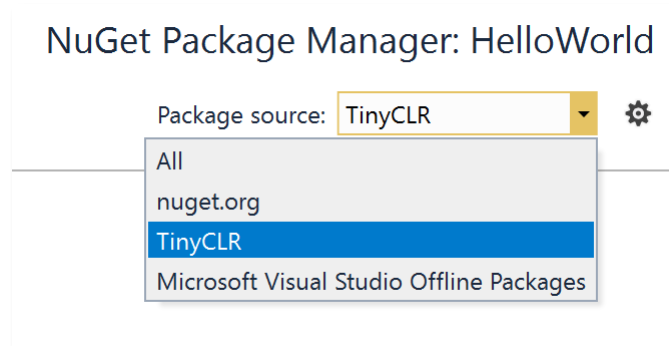 NuGet Package Manager: HelloWorld
Package source: TinyCLR
All
nuget.org
TinyCLR
Microsoft Visual Studio Offline Packages